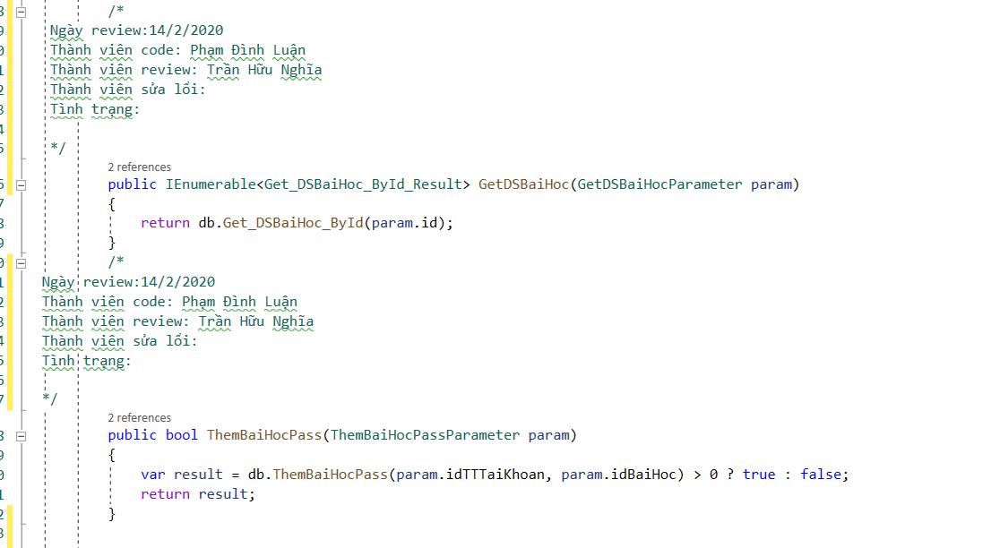 /*
Ngày review:14/2/2020
Thành viên code: Phạm Đình Luận
Thành viên review: Trần Hữu Nghĩa
Thành viên sửa lổi:
Tình trạng:
*/
2 references
public IEnumerable<Get_DSBaiHoc_ById_Result> GetDSBaiHoc(GetDSBaiHocParameter param)
{
return db.Get_DSBaiHoc_ById(param.id);
}
/*
Ngày review:14/2/2020
Thành viên code: Phạm Đình Luận
Thành viên review: Trần Hữu Nghĩa
Thành viên sửa lổi:
Tình trạng:
*/
2 references
public bool ThemBaiHocPass(ThemBaiHocPassParameter param)
{
var result = db.ThemBaiHocPass(param.idTTTaiKhoan, param.idBaiHoc) > 0 ? true : false;
return result;
}